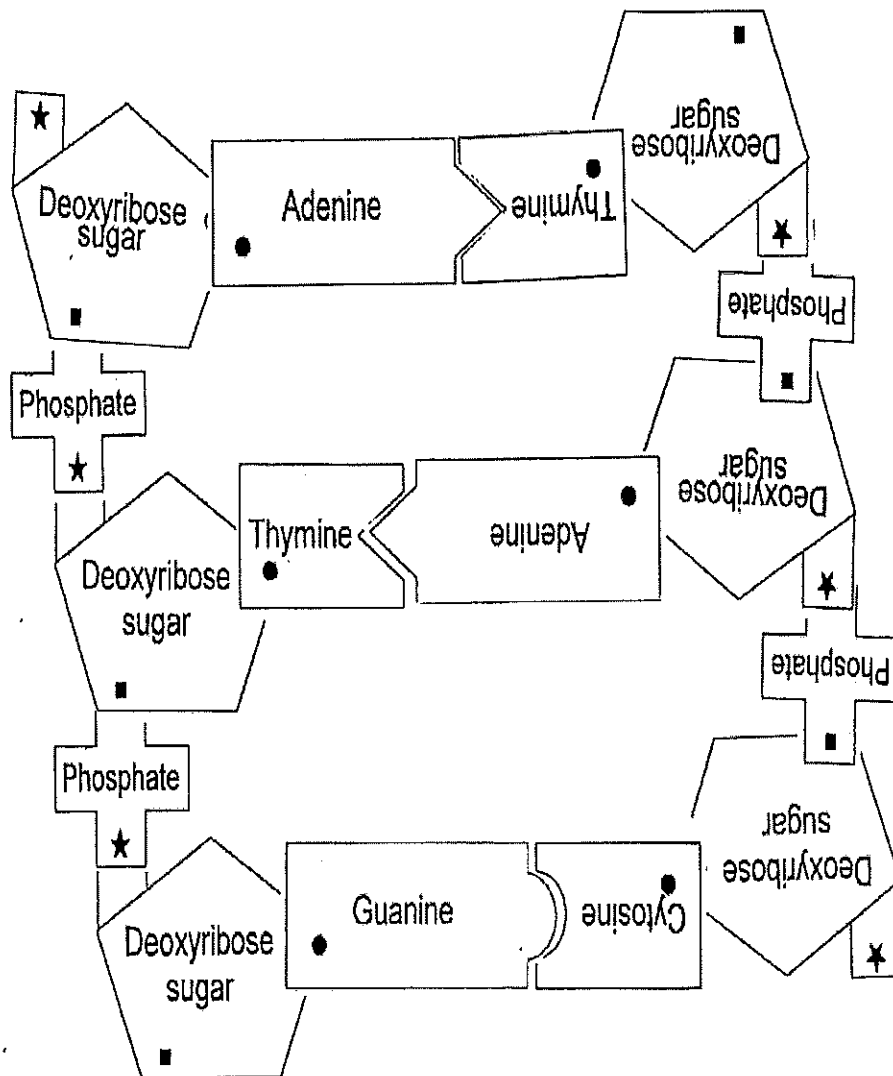 Deoxyribose
sugar
Adenine
Thymine
Deoxyribose
sugar
Phosphate
Phosphate
Deoxyribose
sugar
Thymine
Adenine
Deoxyribose
sugar
Phosphate
Phosphate
Deoxyribose
sugar
Guanine
Cytosine
Deoxyribose
sugar